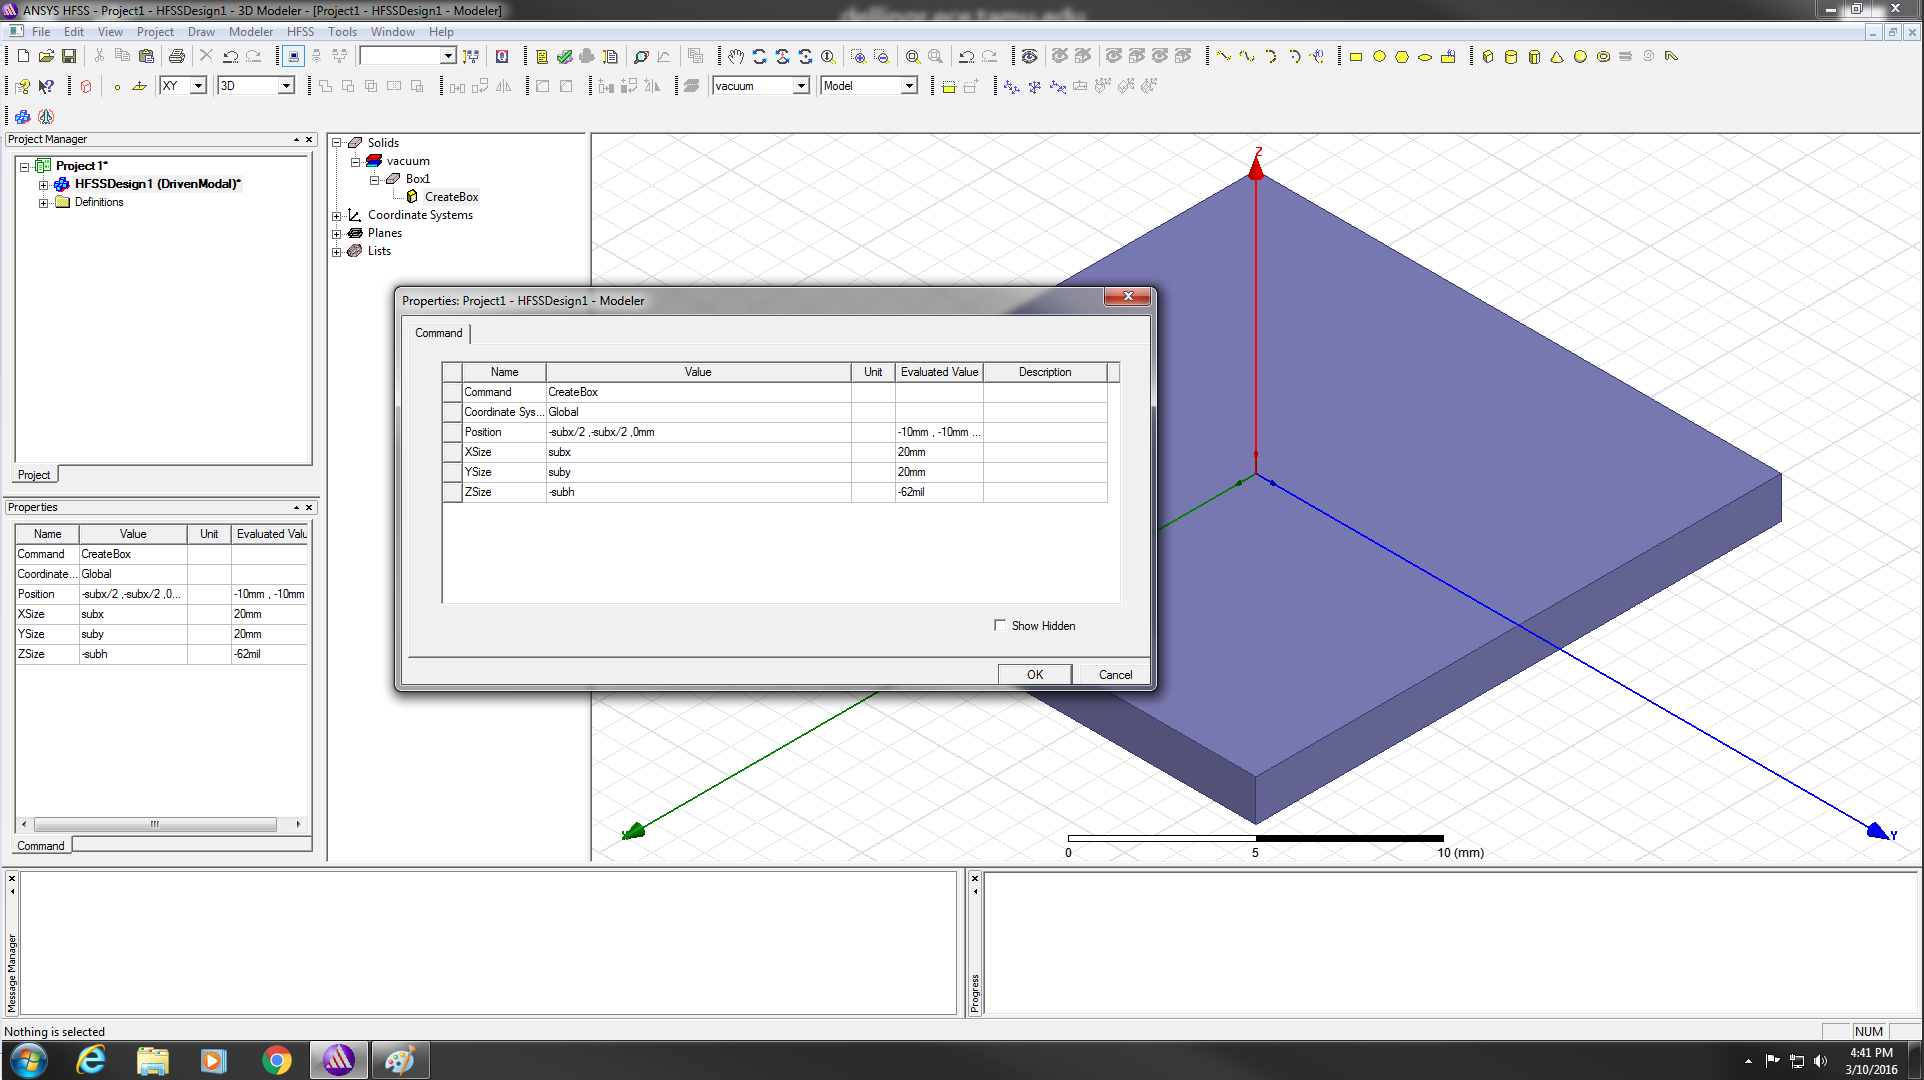 ANSYS HFSS - Project1 - HFSSDesign1 - 3D Modeler - [Project1 - HFSSDesign1 - Modeler]
File Edit View Project Draw Modeler HFSS Tools Window Help
XY 3D vacuum Model
Project Manager
Project1*
HFSSDesign1 (DrivenModal)*
Definitions
Project
Solids
vacuum
Box1
CreateBox
Coordinate Systems
Planes
Lists
Properties
Name Value Unit Evaluated Valu
Command CreateBox
Coordinate... Global
Position -subx/2 ,-subx/2 ,0... -10mm , -10mm
XSize subx 20mm
YSize suby 20mm
ZSize -subh -62mil
Command
Properties: Project1 - HFSSDesign1 - Modeler
Command
Name Value Unit Evaluated Value Description
Command CreateBox
Coordinate Sys... Global
Position -subx/2 ,-subx/2 ,0mm -10mm , -10mm ...
XSize subx 20mm
YSize suby 20mm
ZSize -subh -62mil
Show Hidden
OK Cancel
Z
Y
0 5 10 (mm)
Message Manager
Progress
Nothing is selected
NUM
4:41 PM
3/10/2016